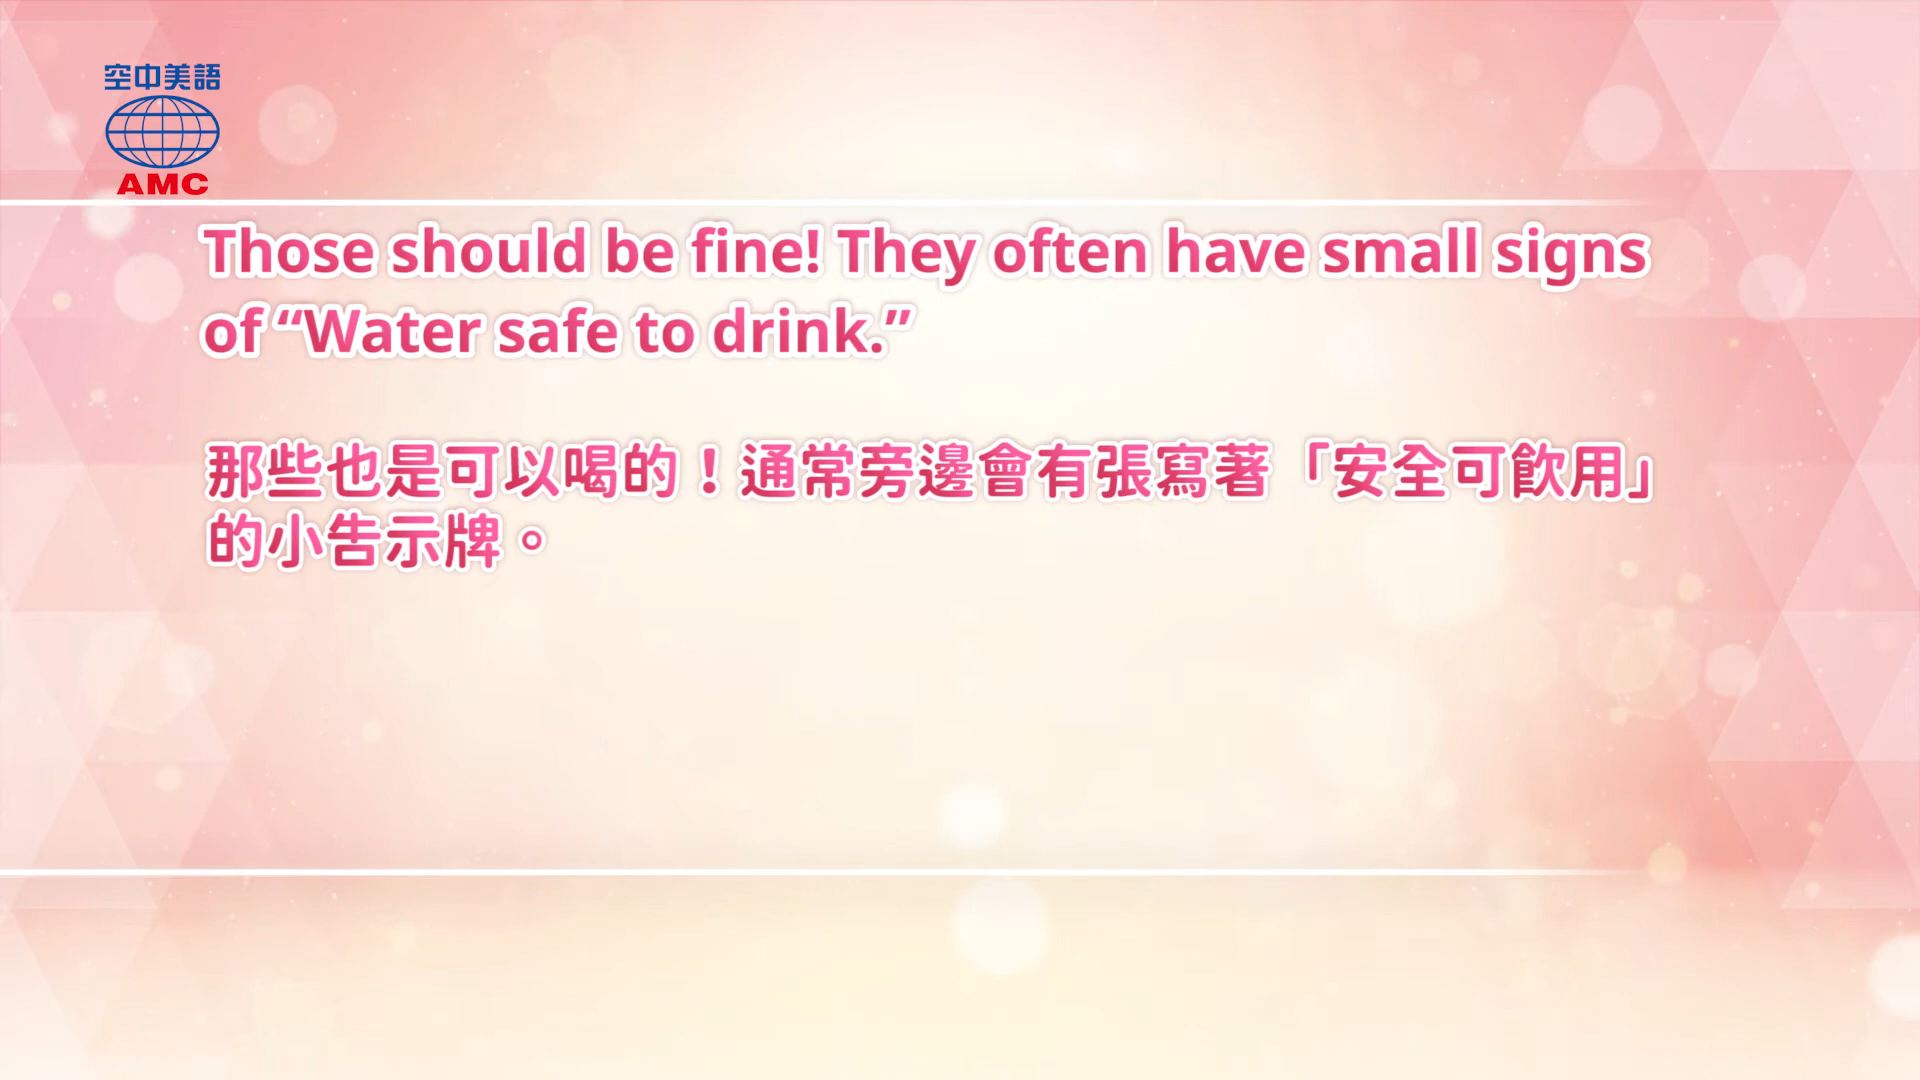 空中美語
AMC
Those should be fine! They often have small signs
of “Water safe to drink.”
那些也是可以喝的！通常旁邊會有張寫著「安全可飲用」
的小告示牌。